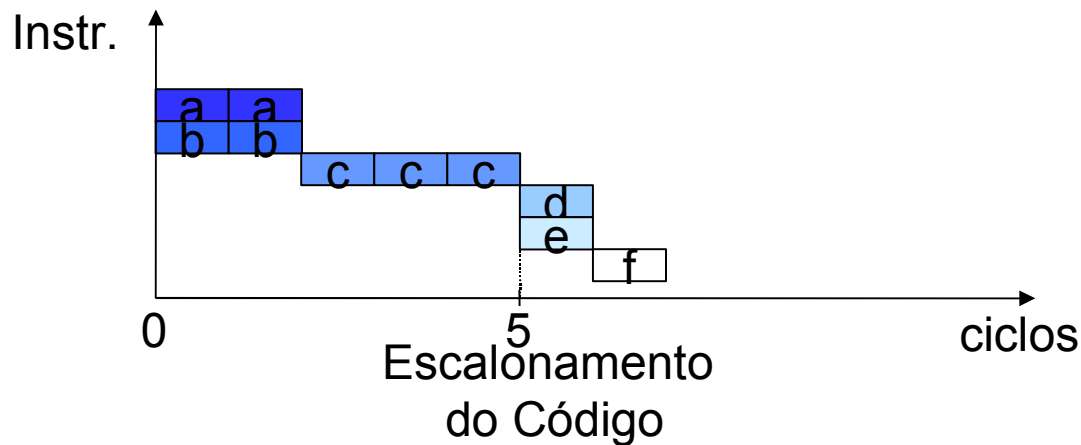 Instr.
a a
b b
c c c
d
e
f
0 5 ciclos
Escalonamento
do Código